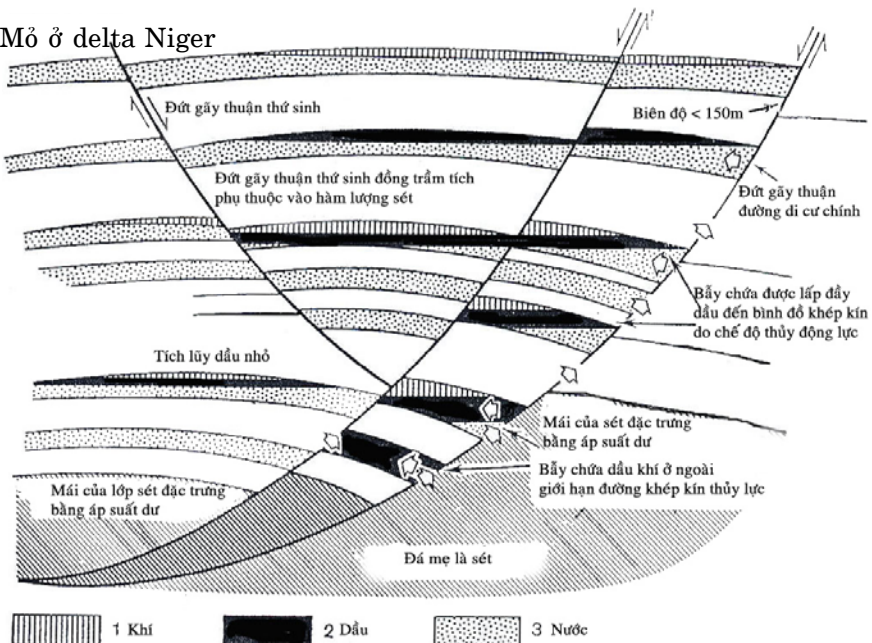 Mỏ ở delta Niger
Đứt gãy thuận thứ sinh
Biên độ < 150m
Đứt gãy thuận thứ sinh đồng trầm tích
phụ thuộc vào hàm lượng sét
Đứt gãy thuận
đường di cư chính
Bẫy chứa được lấp đầy
dầu đến bình đồ khép kín
do chế độ thủy động lực
Tích lũy dầu nhỏ
Mái của sét đặc trưng
bằng áp suất dư
Bẫy chứa dầu khí ở ngoài
giới hạn đường khép kín thủy lực
Mái của lớp sét đặc trưng
bằng áp suất dư
Đá mẹ là sét
1 Khí
2 Dầu
3 Nước